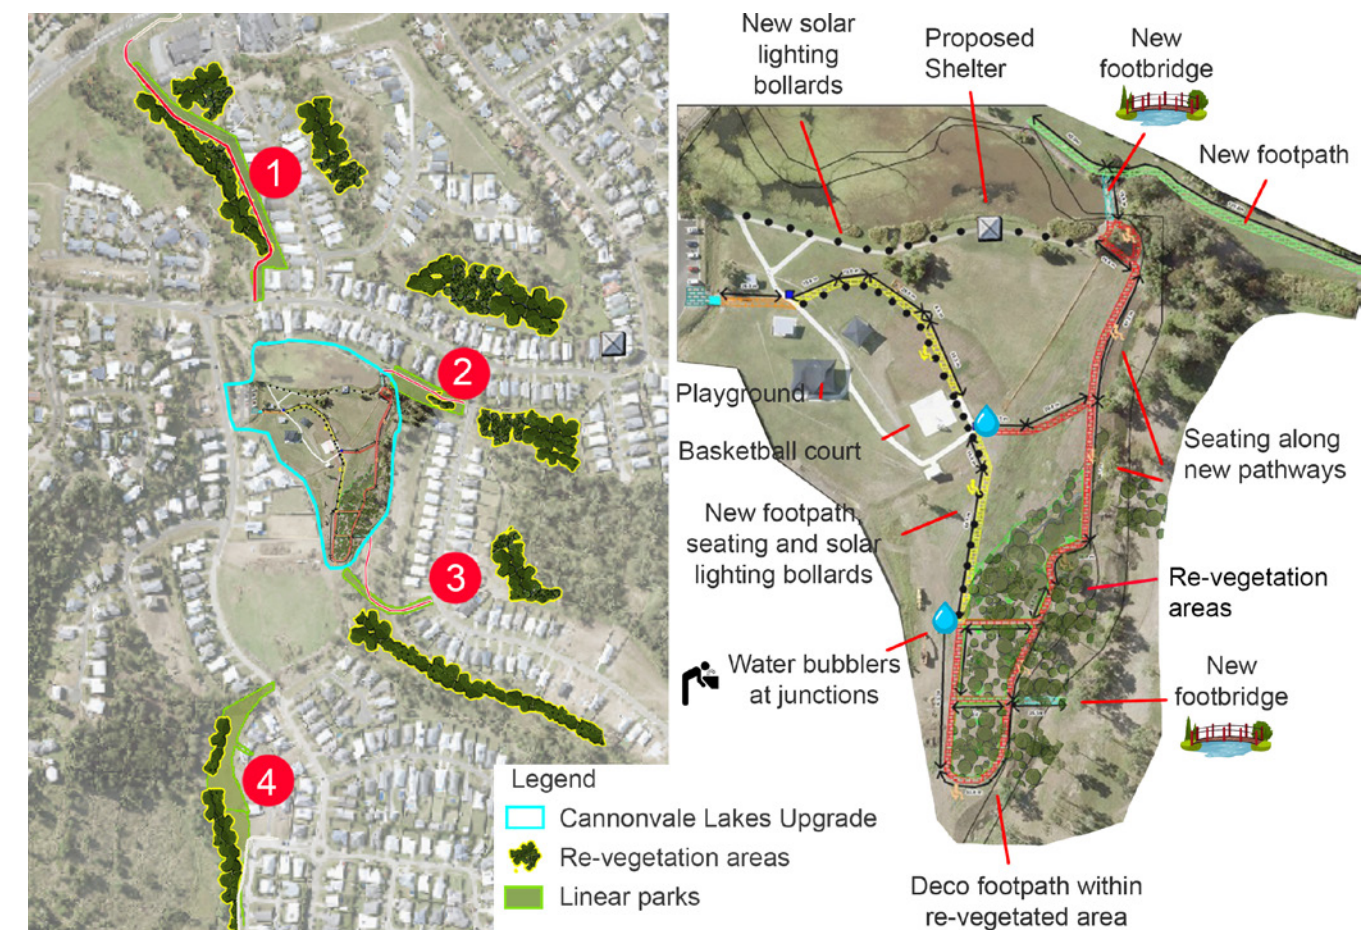 New solar
lighting
bollards
Proposed
Shelter
New
footbridge
New footpath
1
2
3
4
Playground
Basketball court
Seating along
new pathways
New footpath,
seating and solar
lighting bollards
Re-vegetation
areas
Water bubblers
at junctions
New
footbridge
Deco footpath within
re-vegetated area
Legend
Cannonvale Lakes Upgrade
Re-vegetation areas
Linear parks